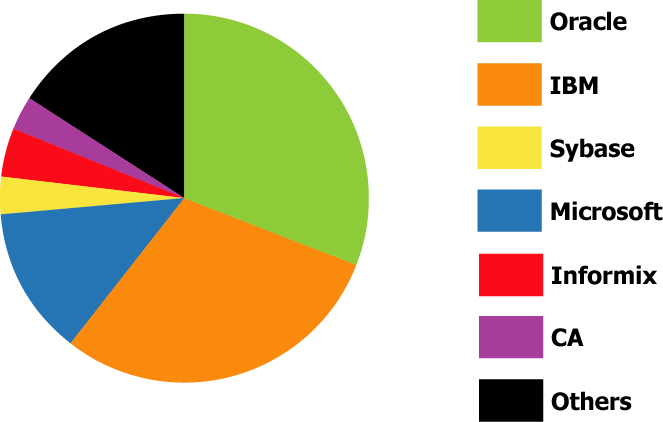 Oracle
IBM
Sybase
Microsoft
Informix
CA
Others